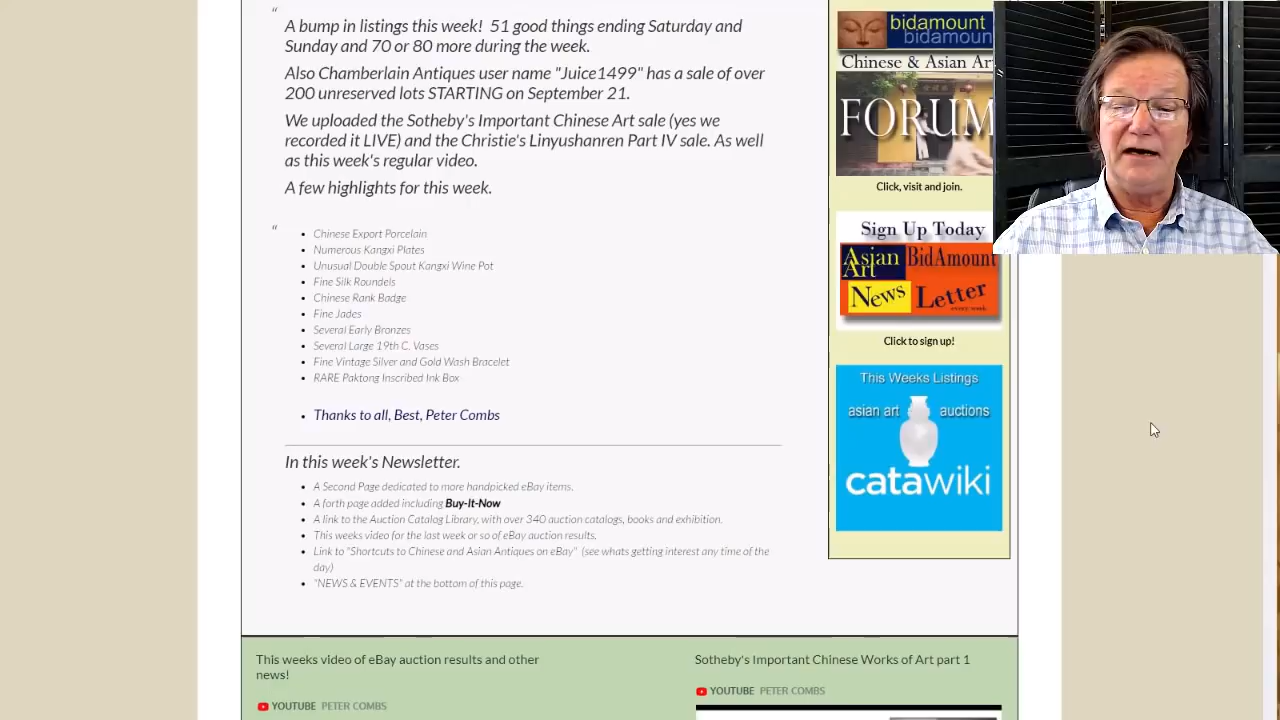 “
A bump in listings this week!  51 good things ending Saturday and
Sunday and 70 or 80 more during the week.
Also Chamberlain Antiques user name "Juice1499" has a sale of over
200 unreserved lots STARTING on September 21.
We uploaded the Sotheby's Important Chinese Art sale (yes we
recorded it LIVE) and the Christie's Linyushanren Part IV sale. As well
as this week's regular video.
A few highlights for this week.
“
Chinese Export Porcelain
Numerous Kangxi Plates
Unusual Double Spout Kangxi Wine Pot
Fine Silk Roundels
Chinese Rank Badge
Fine Jades
Several Early Bronzes
Several Large 19th C. Vases
Fine Vintage Silver and Gold Wash Bracelet
RARE Paktong Inscribed Ink Box
Thanks to all, Best, Peter Combs
In this week's Newsletter.
A Second Page dedicated to more handpicked eBay items.
A forth page added including Buy-It-Now
A link to the Auction Catalog Library, with over 340 auction catalogs, books and exhibition.
This weeks video for the last week or so of eBay auction results.
Link to "Shortcuts to Chinese and Asian Antiques on eBay"  (see whats getting interest any time of the
day)
"NEWS & EVENTS" at the bottom of this page.
bidamount
bidamoun
Chinese & Asian Ar
FORUM
Click, visit and join.
Sign Up Today
Asian
Art
BidAmount
News
Letter
every week
Click to sign up!
This Weeks Listings
asian art auctions
catawiki
This weeks video of eBay auction results and other
news!
YOUTUBE PETER COMBS
Sotheby's Important Chinese Works of Art part 1
YOUTUBE PETER COMBS